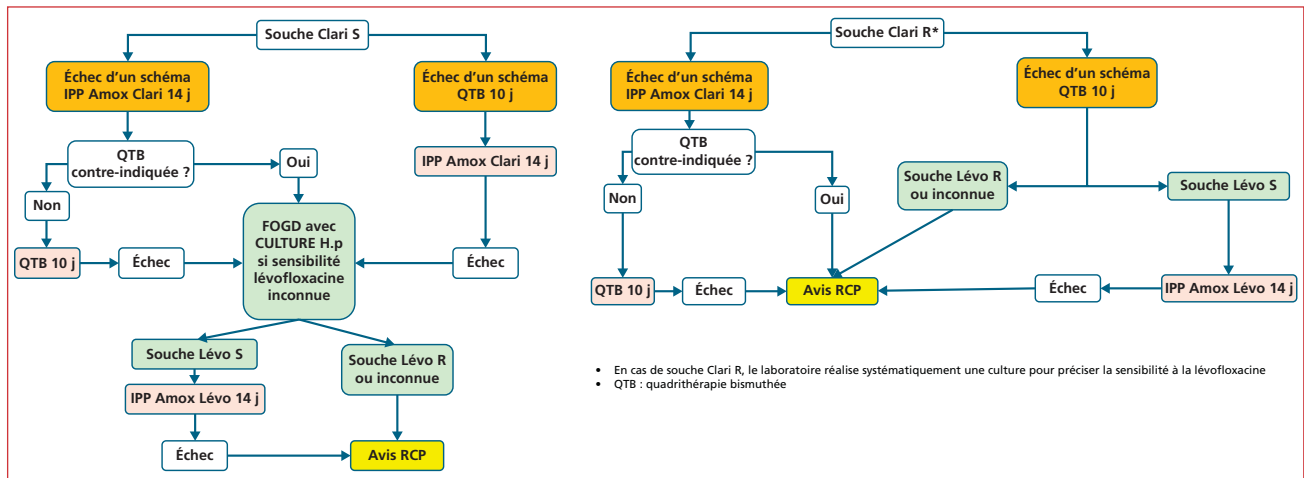 Souche Clari S
Échec d'un schéma
IPP Amox Clari 14 j
Échec d'un schéma
QTB 10 j
QTB
contre-indiquée ?
Oui
IPP Amox Clari 14 j
Non
FOGD avec
CULTURE H.p
si sensibilité
lévofloxacine
inconnue
QTB 10 j
Échec
Échec
Souche Lévo S
Souche Lévo R
ou inconnue
IPP Amox Lévo 14 j
Échec
Avis RCP
Souche Clari R*
Échec d'un schéma
IPP Amox Clari 14 j
Échec d'un schéma
QTB 10 j
QTB
contre-indiquée ?
Non
Oui
Souche Lévo R
ou inconnue
Souche Lévo S
QTB 10 j
Échec
Avis RCP
Échec
IPP Amox Lévo 14 j
• En cas de souche Clari R, le laboratoire réalise systématiquement une culture pour préciser la sensibilité à la lévofloxacine
• QTB : quadrithérapie bismuthée